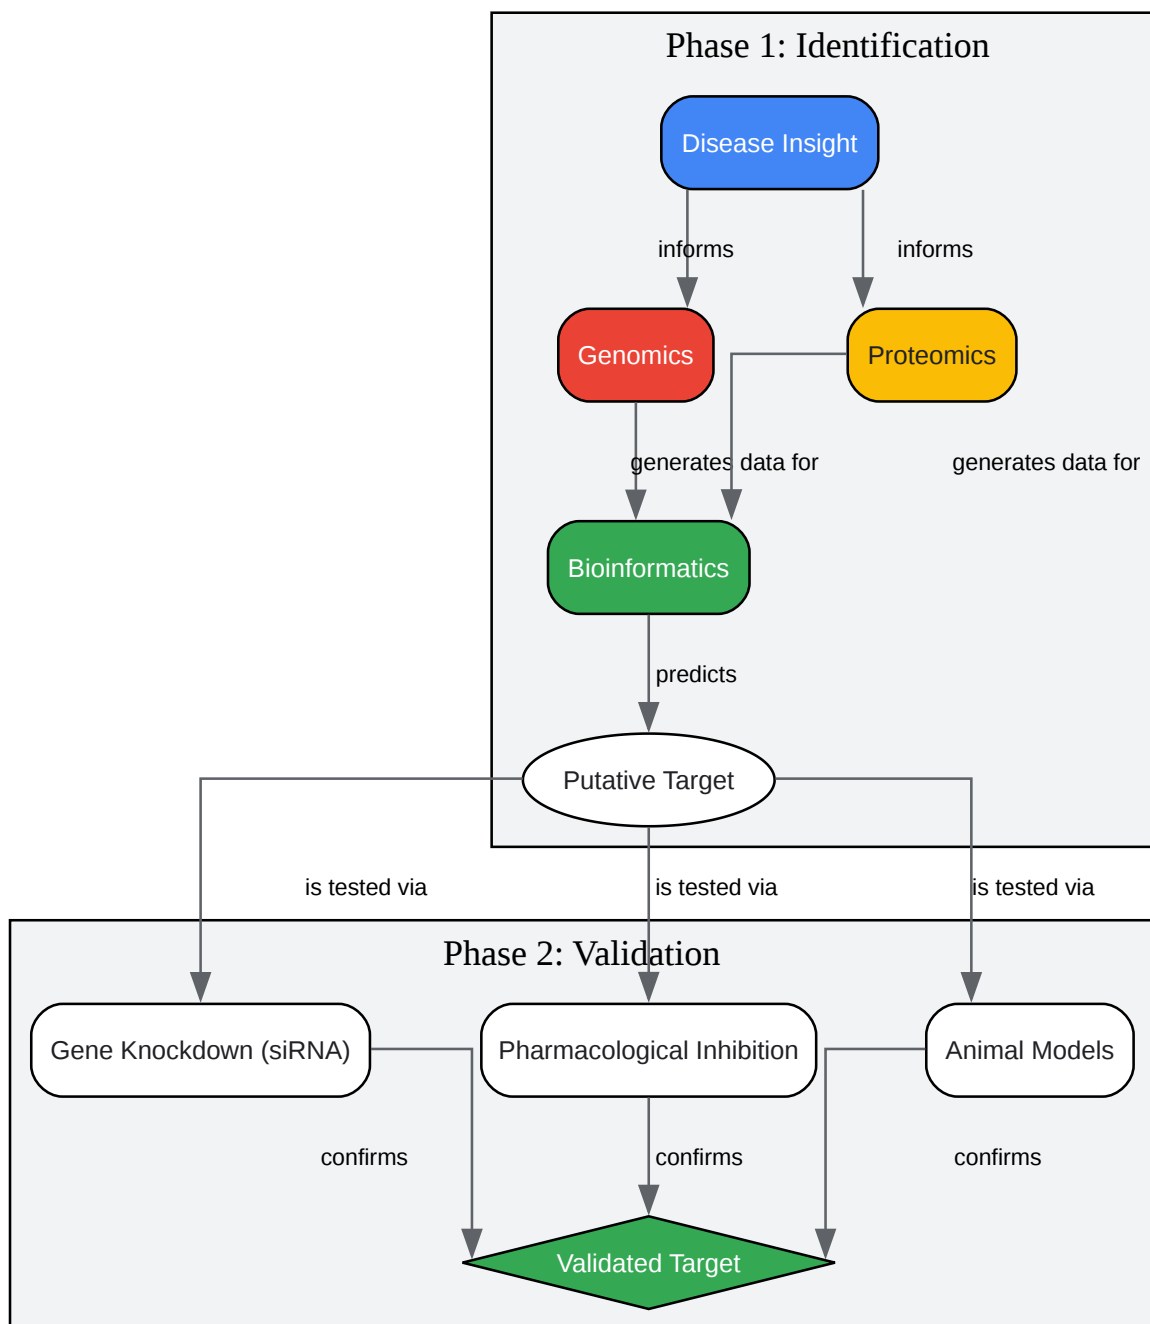 Phase 1: Identification
Disease Insight
informs
informs
Genomics
Proteomics
generates data for
generates data for
Bioinformatics
predicts
Putative Target
is tested via
is tested via
is tested via
Phase 2: Validation
Gene Knockdown (siRNA)
Pharmacological Inhibition
Animal Models
confirms
confirms
confirms
Validated Target